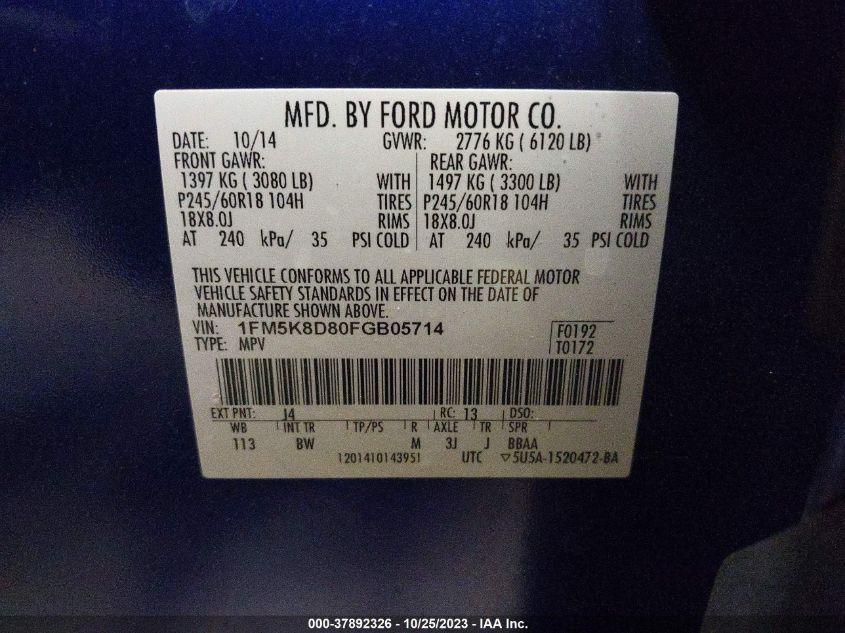 MFD. BY FORD MOTOR CO.
DATE: 10/14 GVWR: 2776 KG ( 6120 LB)
FRONT GAWR: REAR GAWR:
1397 KG ( 3080 LB) WITH 1497 KG ( 3300 LB) WITH
P245/60R18 104H TIRES P245/60R18 104H TIRES
18X8.0J RIMS 18X8.0J RIMS
AT 240 kPa/ 35 PSI COLD AT 240 kPa/ 35 PSI COLD
THIS VEHICLE CONFORMS TO ALL APPLICABLE FEDERAL MOTOR
VEHICLE SAFETY STANDARDS IN EFFECT ON THE DATE OF
MANUFACTURE SHOWN ABOVE.
VIN: 1FM5K8D80FGB05714 F0192
TYPE: MPV T0172
EXT PNT: J4 RC: 13 DSO:
WB INT TR TP/PS R AXLE TR SPR
113 BW M 3J J BBAA
1201410143951 UTC ▽5U5A-1520472-BA
000-37892326 - 10/25/2023 - IAA Inc.